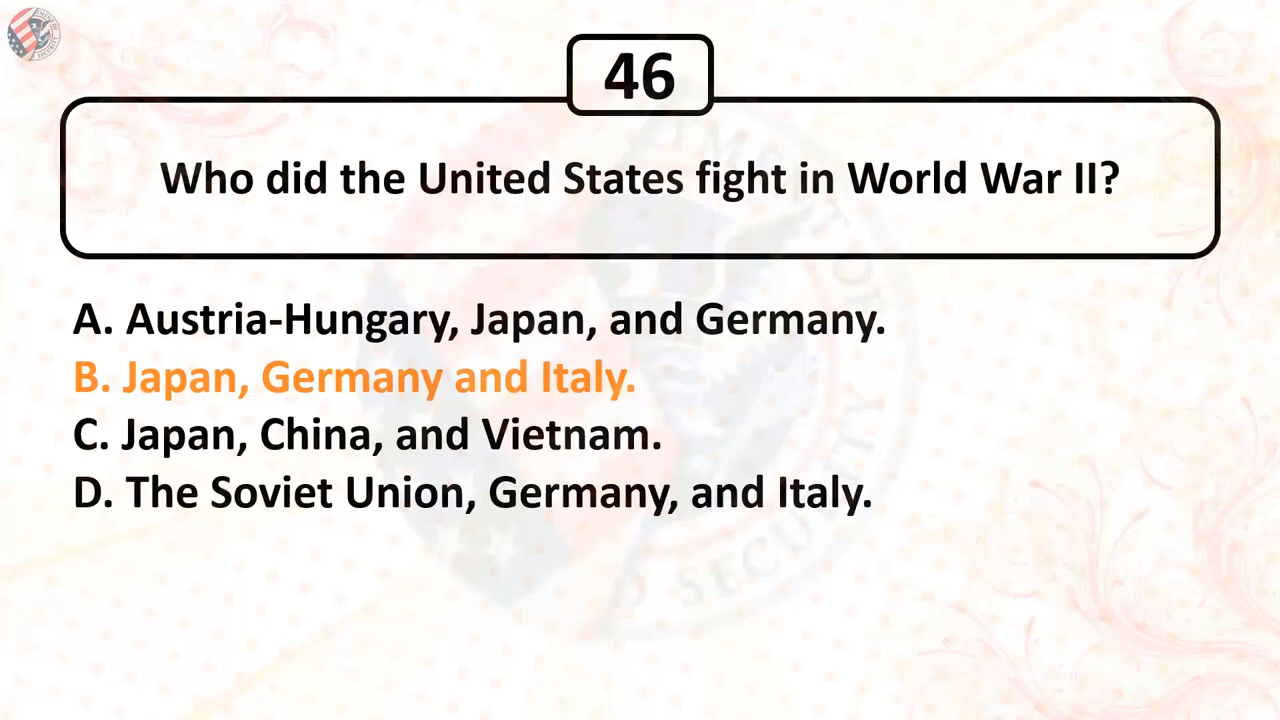 46
Who did the United States fight in World War II?
A. Austria-Hungary, Japan, and Germany.
B. Japan, Germany and Italy.
C. Japan, China, and Vietnam.
D. The Soviet Union, Germany, and Italy.
SECURITY